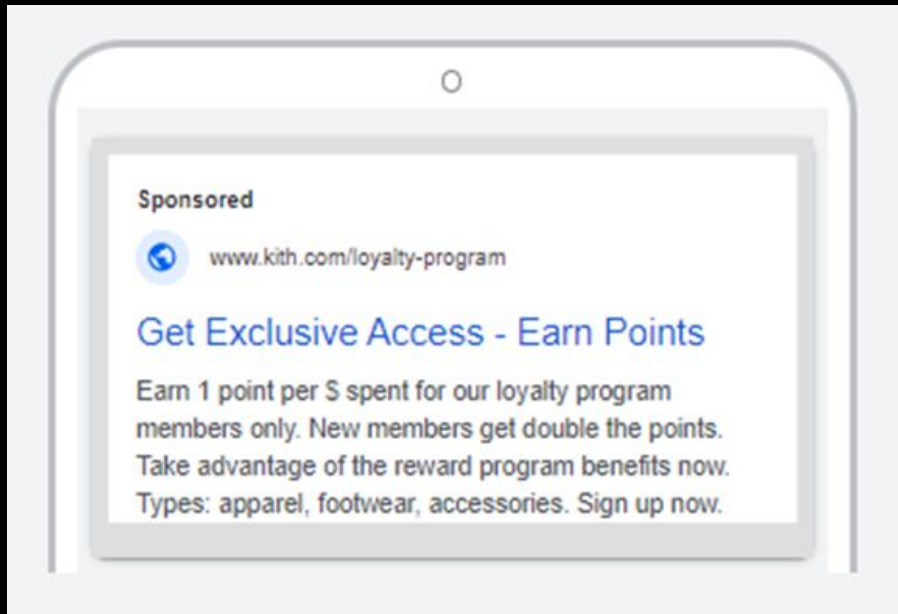 Sponsored
www.kith.com/loyalty-program
Get Exclusive Access - Earn Points
Earn 1 point per $ spent for our loyalty program
members only. New members get double the points.
Take advantage of the reward program benefits now.
Types: apparel, footwear, accessories. Sign up now.